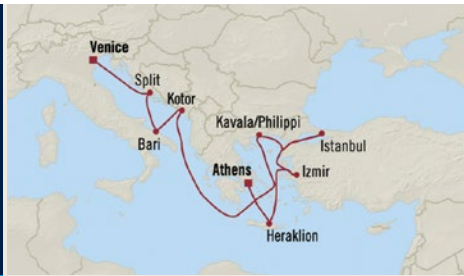 Venice
Split
Kotor
Bari
Kavala/Philippi
Istanbul
Athens
Izmir
Heraklion